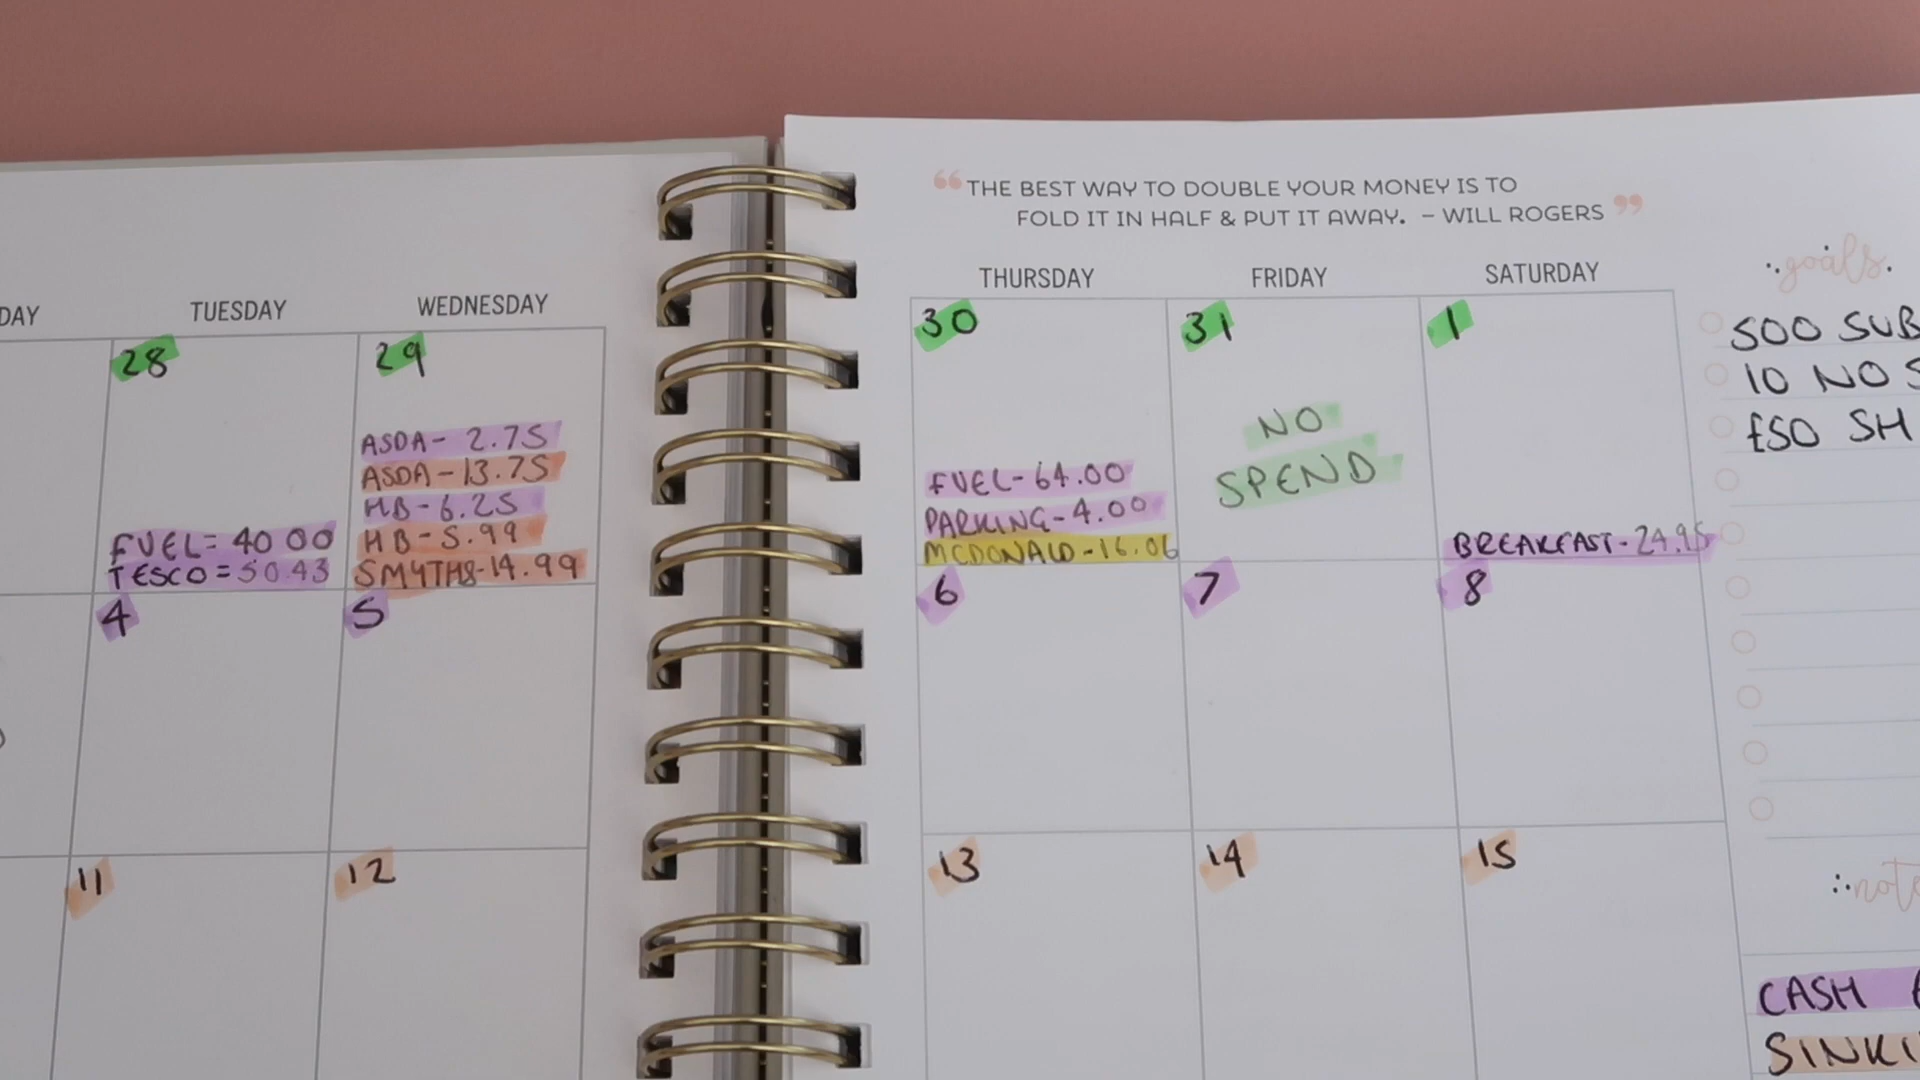 THE BEST WAY TO DOUBLE YOUR MONEY IS TO
FOLD IT IN HALF & PUT IT AWAY. – WILL ROGERS
DAY
TUESDAY
WEDNESDAY
THURSDAY
FRIDAY
SATURDAY
goals
28
FUEL= 40 00
TESCO = 50.43
29
ASDA- 2.75
ASDA-13.75
HB-6.25
HB-5.99
SMYTHS-14.99
30
FUEL-64.00
PARKING-4.00
MCDONALD-16.06
31
NO
SPEND
1
BREAKFAST-24.95
500 SUB
10 NO S
£50 SH
4
5
6
7
8
11
12
13
14
15
note
CASH
SINKI